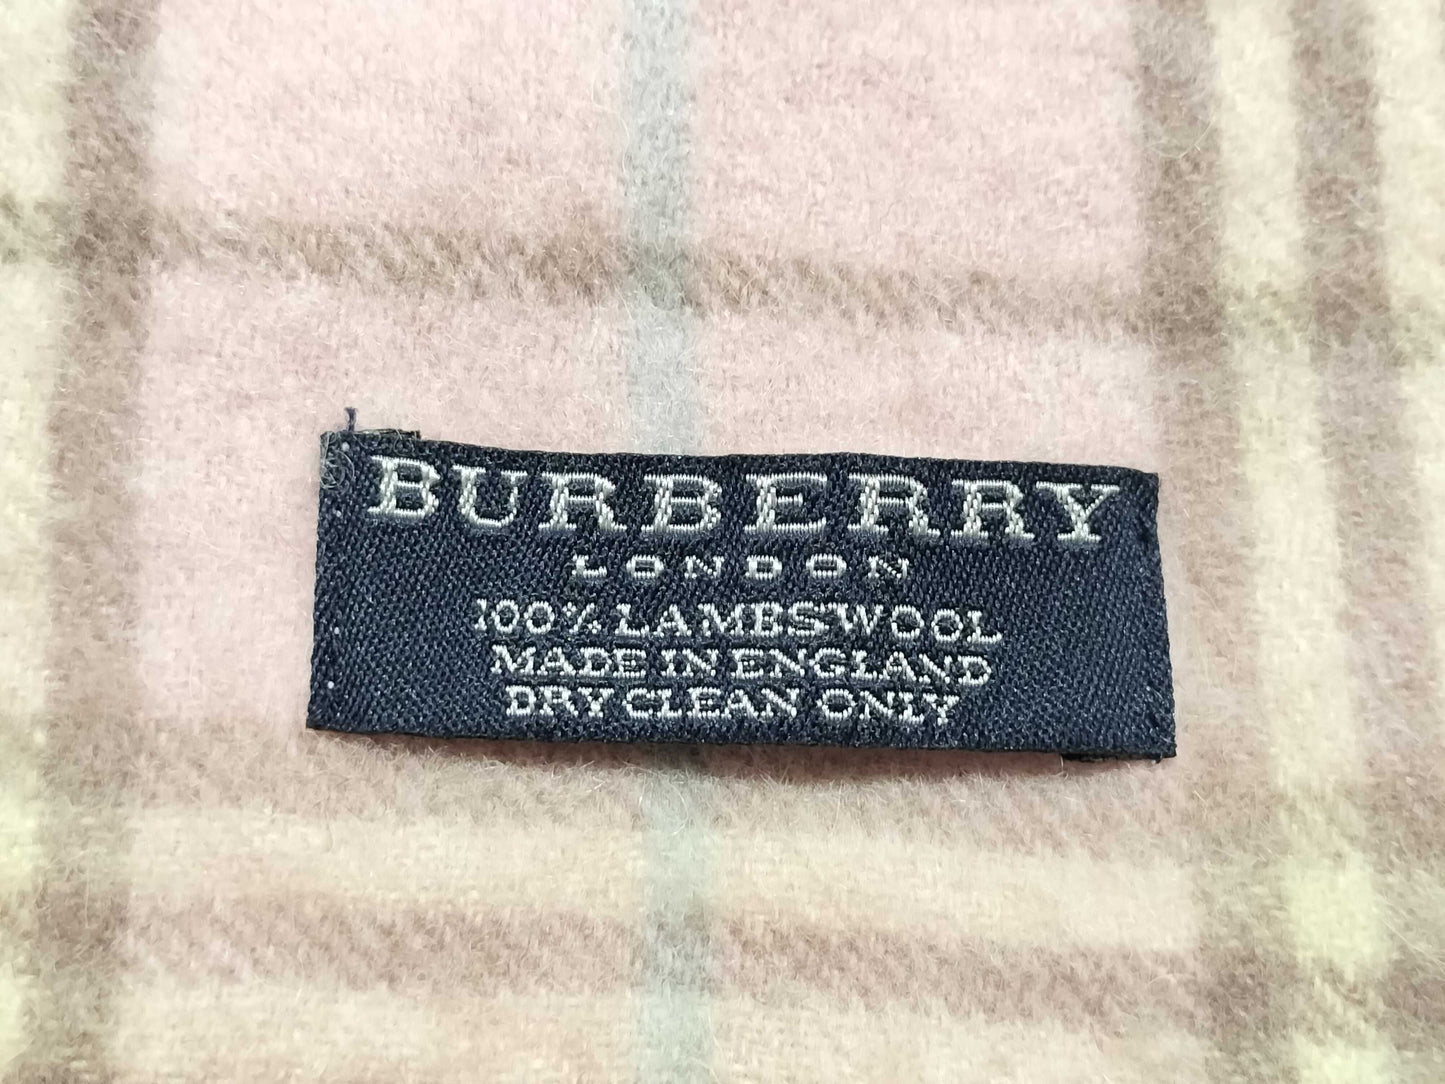 BURBERRY
LONDON
100% LAMBSWOOL
MADE IN ENGLAND
DRY CLEAN ONLY